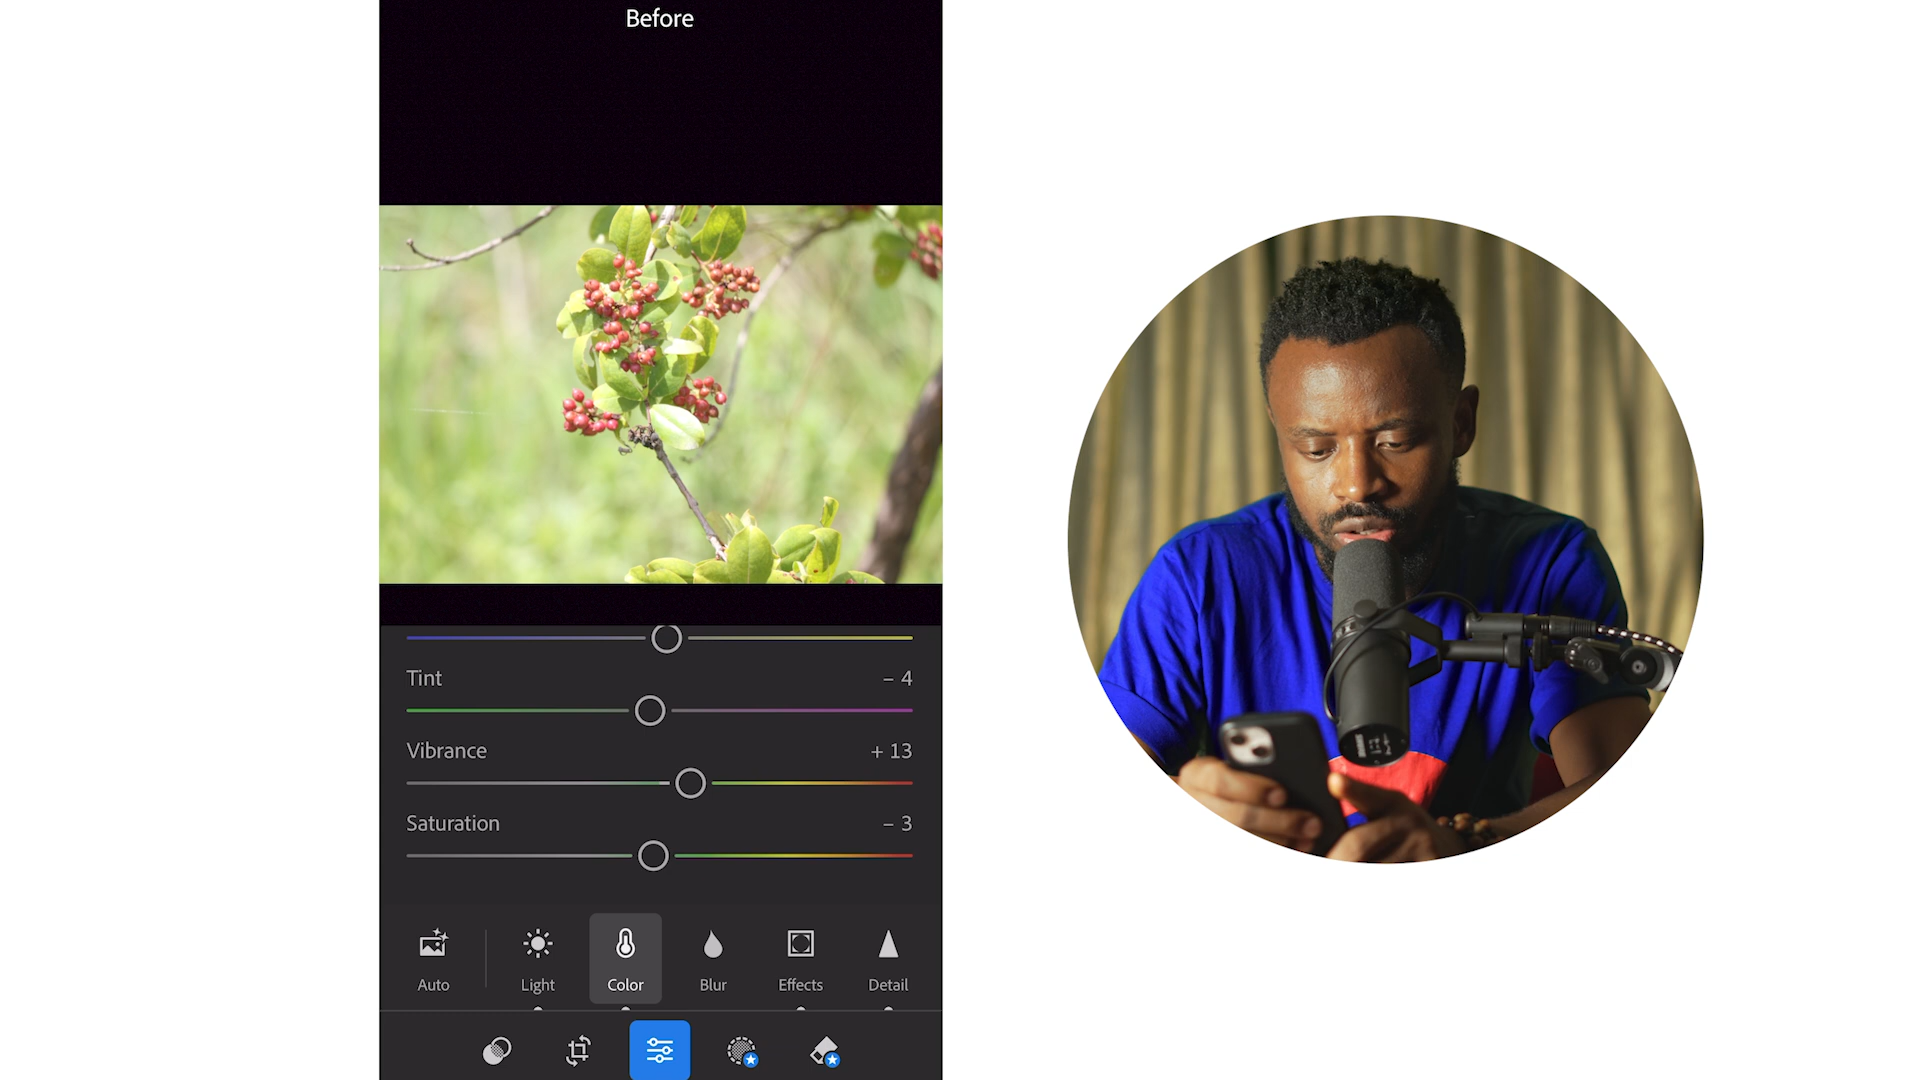 Before
Tint – 4
Vibrance + 13
Saturation – 3
Auto Light Color Blur Effects Detail